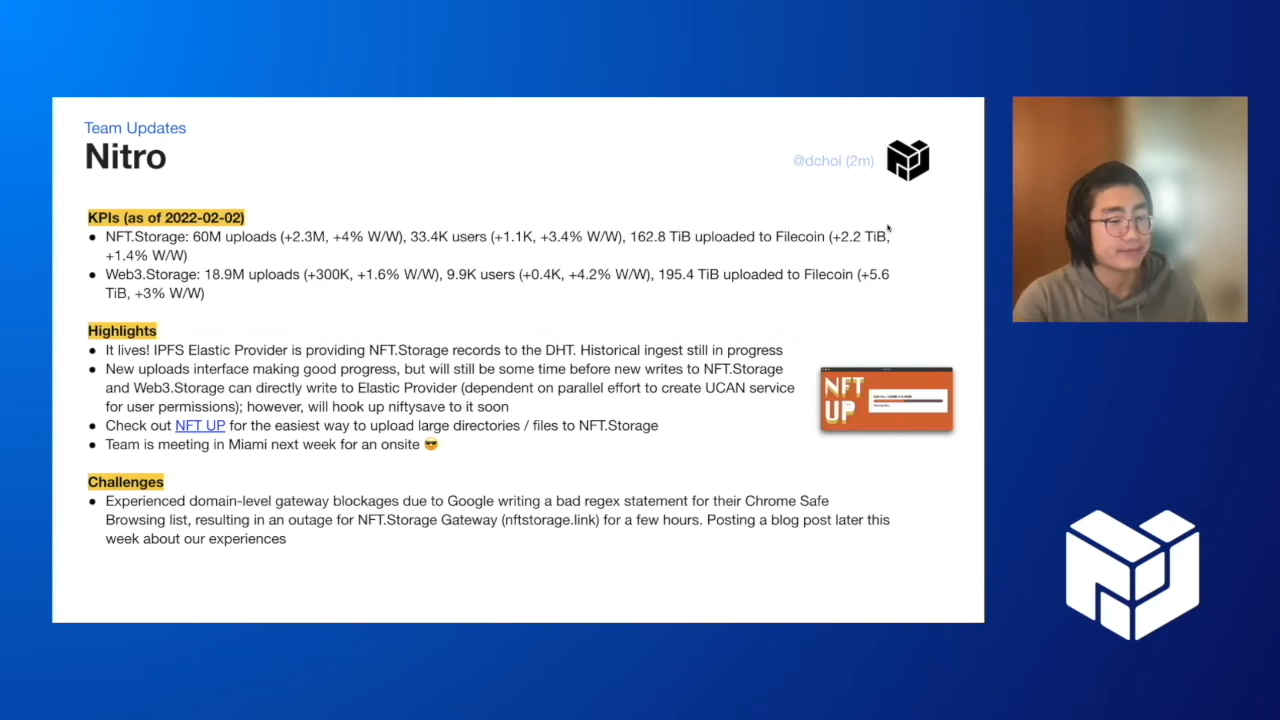 Team Updates
Nitro
@dchoi (2m)
KPIs (as of 2022-02-02)
● NFT.Storage: 60M uploads (+2.3M, +4% W/W), 33.4K users (+1.1K, +3.4% W/W), 162.8 TiB uploaded to Filecoin (+2.2 TiB,
+1.4% W/W)
● Web3.Storage: 18.9M uploads (+300K, +1.6% W/W), 9.9K users (+0.4K, +4.2% W/W), 195.4 TiB uploaded to Filecoin (+5.6
TiB, +3% W/W)
Highlights
● It lives! IPFS Elastic Provider is providing NFT.Storage records to the DHT. Historical ingest still in progress
● New uploads interface making good progress, but will still be some time before new writes to NFT.Storage
and Web3.Storage can directly write to Elastic Provider (dependent on parallel effort to create UCAN service
for user permissions); however, will hook up niftysave to it soon
● Check out NFT UP for the easiest way to upload large directories / files to NFT.Storage
● Team is meeting in Miami next week for an onsite 😎
NFT
UP
Challenges
● Experienced domain-level gateway blockages due to Google writing a bad regex statement for their Chrome Safe
Browsing list, resulting in an outage for NFT.Storage Gateway (nftstorage.link) for a few hours. Posting a blog post later this
week about our experiences